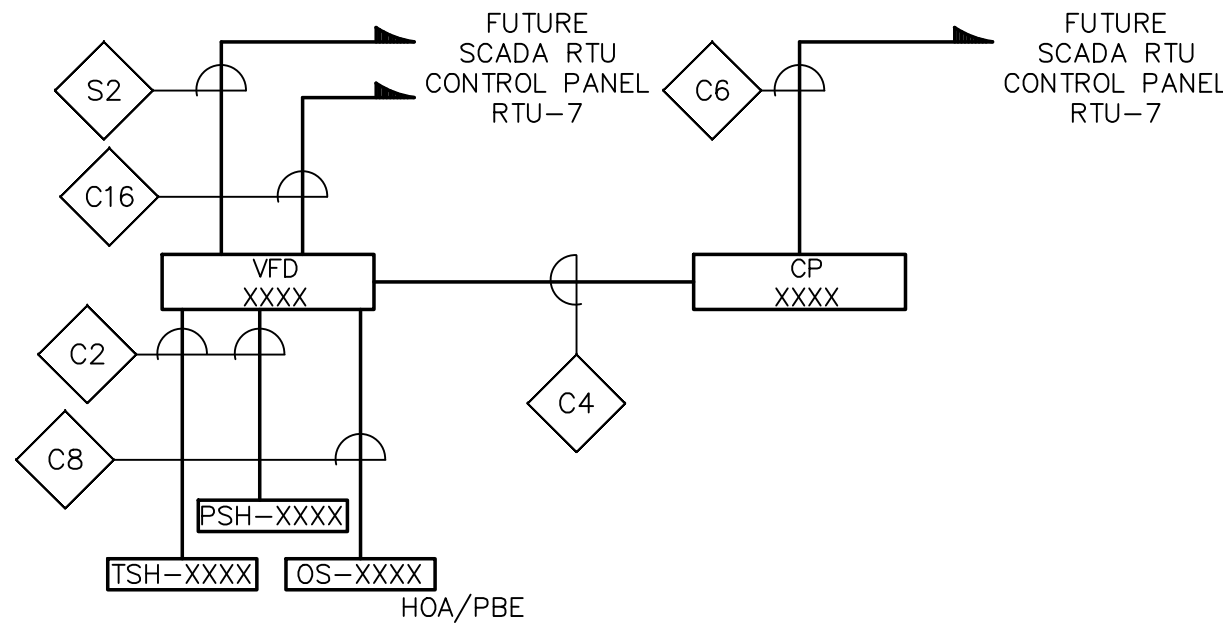 FUTURE
SCADA RTU
CONTROL PANEL
RTU-7
FUTURE
SCADA RTU
CONTROL PANEL
RTU-7
S2
C6
C16
VFD
XXXX
CP
XXXX
C2
C4
C8
PSH-XXXX
TSH-XXXX
OS-XXXX
HOA/PBE